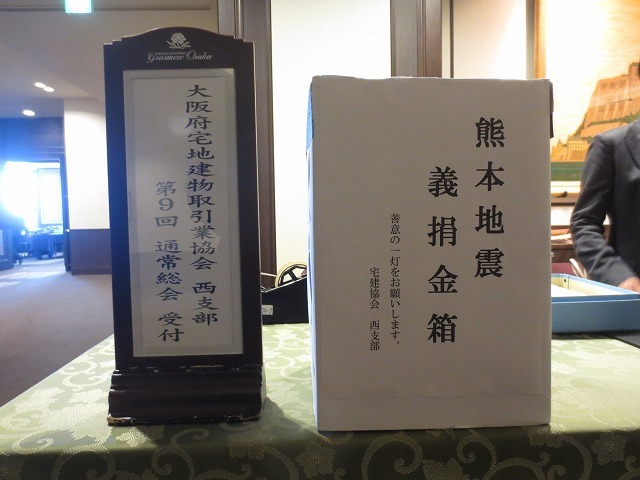 Grasmere Osaka
大阪府宅地建物取引業協会 西支部
第9回 通常総会 受付
熊本地震
義捐金箱
善意の一灯をお願いします。
宅建協会 西支部